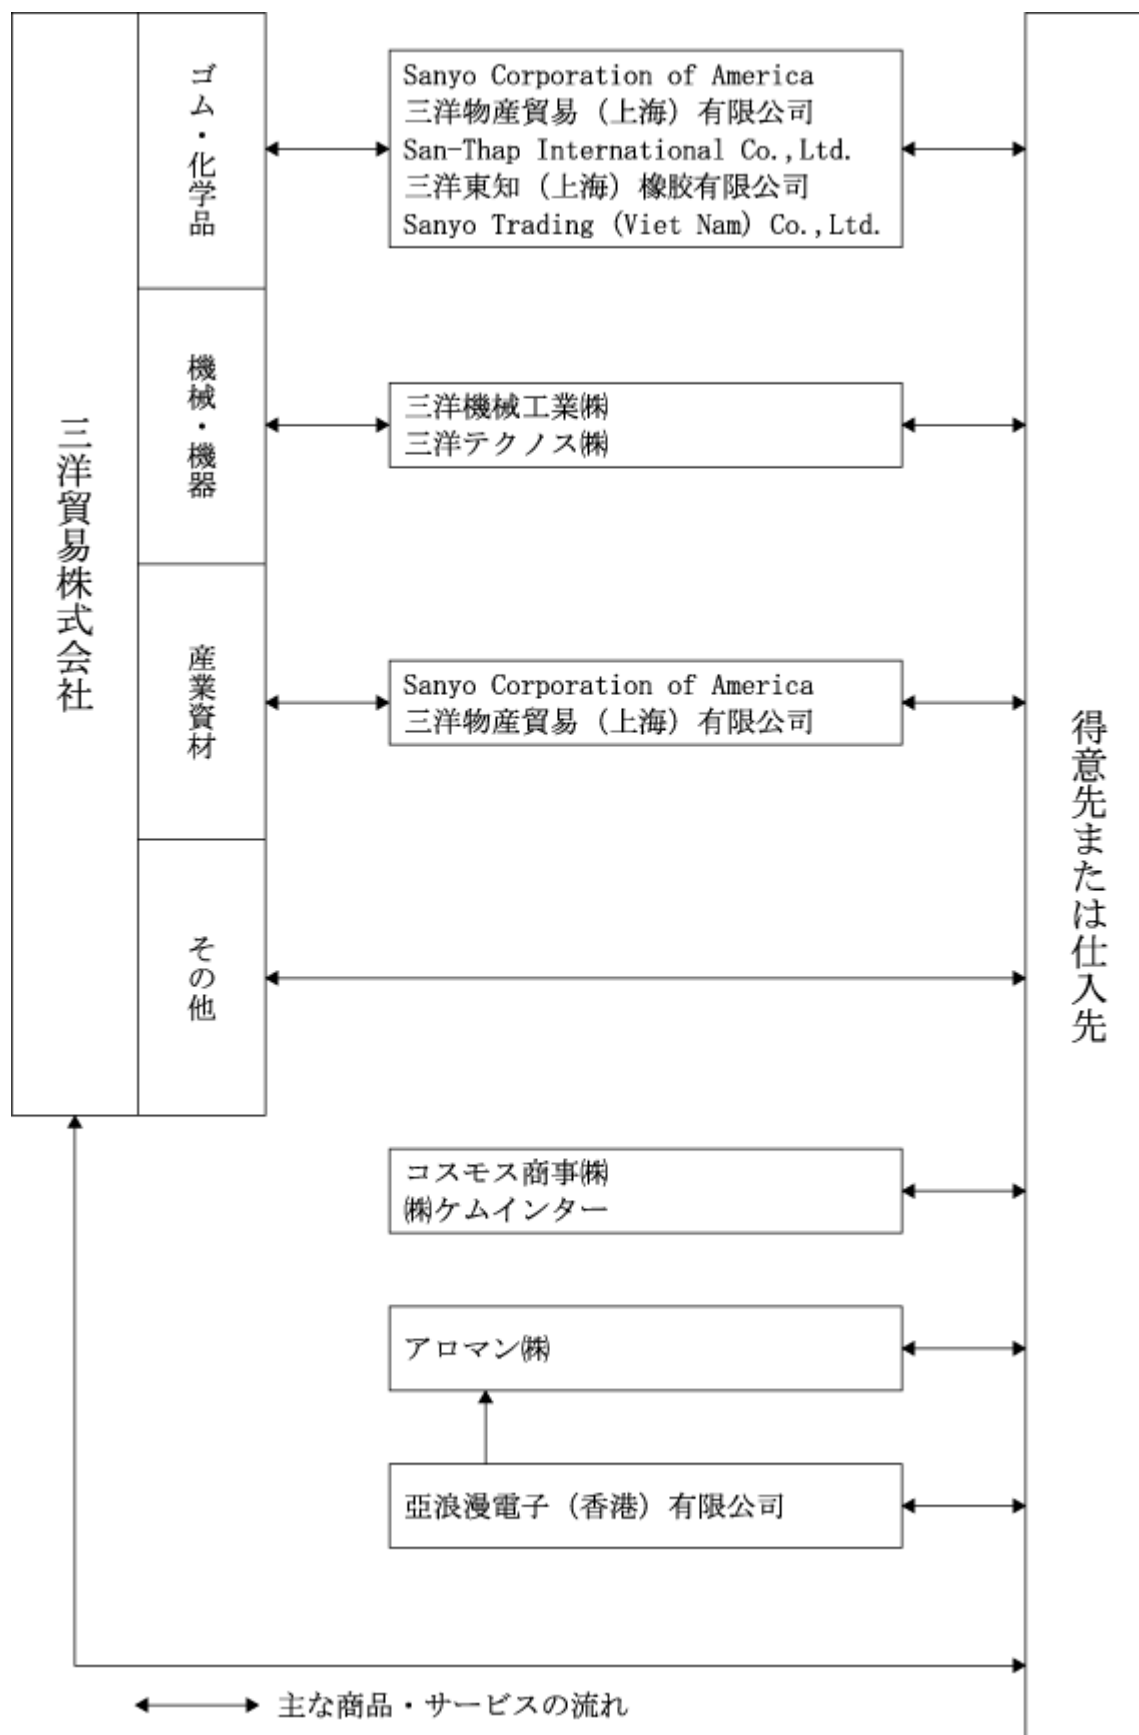 三洋貿易株式会社
ゴム・化学品
Sanyo Corporation of America
三洋物産貿易（上海）有限公司
San-Thap International Co.,Ltd.
三洋東知（上海）橡胶有限公司
Sanyo Trading (Viet Nam) Co.,Ltd.
機械・機器
三洋機械工業㈱
三洋テクノス㈱
産業資材
Sanyo Corporation of America
三洋物産貿易（上海）有限公司
その他
得意先または仕入先
コスモス商事㈱
㈱ケムインター
アロマン㈱
亞浪漫電子（香港）有限公司
主な商品・サービスの流れ